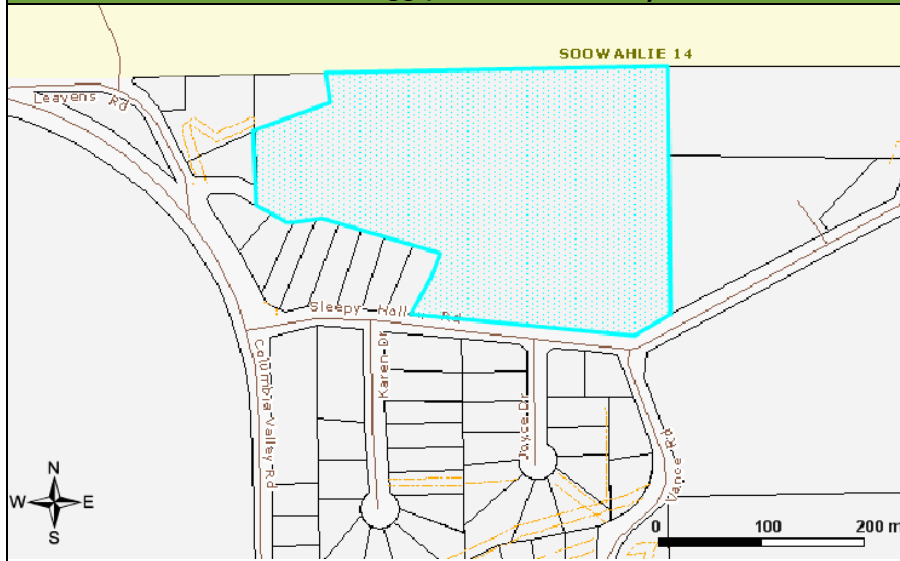 SOOWAHLIE 14
Leavens Rd
Sleepy Hollow Rd
Karen Dr
Columbia Valley Rd
Joyce Dr
Vance Rd
N
W
E
S
0 100 200 m